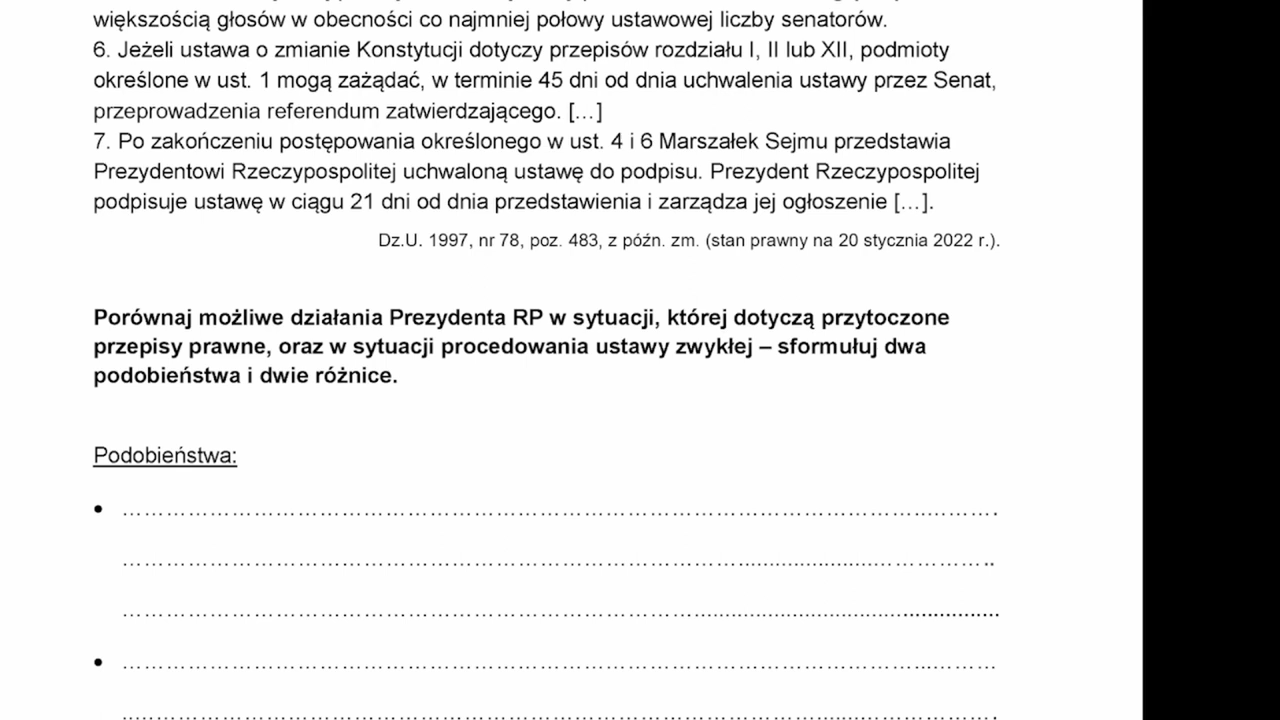 większością głosów w obecności co najmniej połowy ustawowej liczby senatorów.
6. Jeżeli ustawa o zmianie Konstytucji dotyczy przepisów rozdziału I, II lub XII, podmioty
określone w ust. 1 mogą zażądać, w terminie 45 dni od dnia uchwalenia ustawy przez Senat,
przeprowadzenia referendum zatwierdzającego. […]
7. Po zakończeniu postępowania określonego w ust. 4 i 6 Marszałek Sejmu przedstawia
Prezydentowi Rzeczypospolitej uchwaloną ustawę do podpisu. Prezydent Rzeczypospolitej
podpisuje ustawę w ciągu 21 dni od dnia przedstawienia i zarządza jej ogłoszenie […].
Dz.U. 1997, nr 78, poz. 483, z późn. zm. (stan prawny na 20 stycznia 2022 r.).
Porównaj możliwe działania Prezydenta RP w sytuacji, której dotyczą przytoczone
przepisy prawne, oraz w sytuacji procedowania ustawy zwykłej – sformułuj dwa
podobieństwa i dwie różnice.
Podobieństwa: